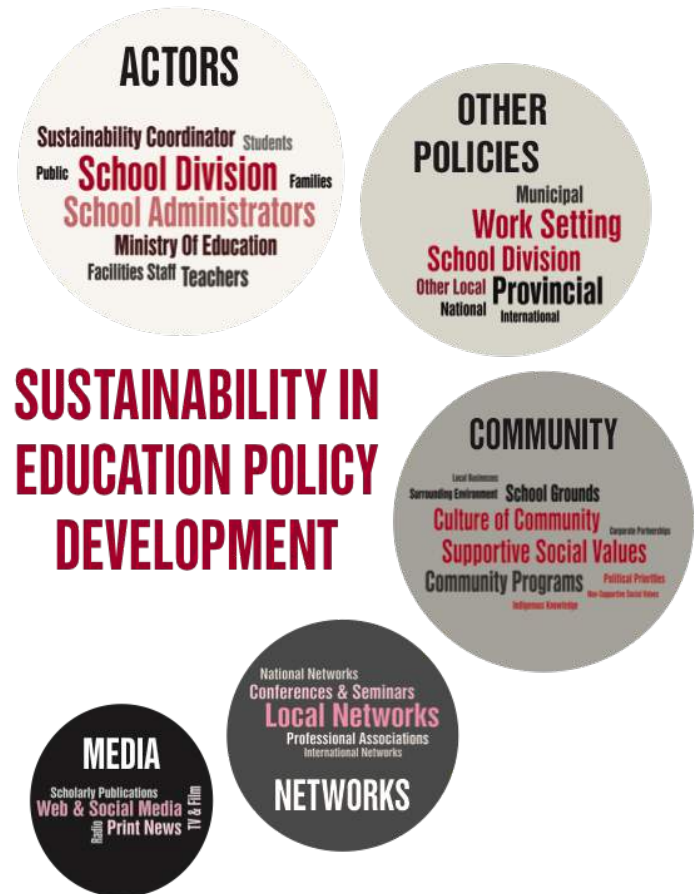 ACTORS
Sustainability Coordinator Students
Public School Division Families
School Administrators
Ministry Of Education
Facilities Staff Teachers
OTHER
POLICIES
Municipal
Work Setting
School Division
Other Local Provincial
National International
SUSTAINABILITY IN
EDUCATION POLICY
DEVELOPMENT
COMMUNITY
Local Businesses
Surrounding Environment School Grounds
Culture of Community Corporate Partnerships
Supportive Social Values
Community Programs Political Priorities
Non-Supportive Social Values
Indigenous Knowledge
National Networks
Conferences & Seminars
Local Networks
Professional Associations
International Networks
NETWORKS
MEDIA
Scholarly Publications
Web & Social Media
Radio Print News TV & Film